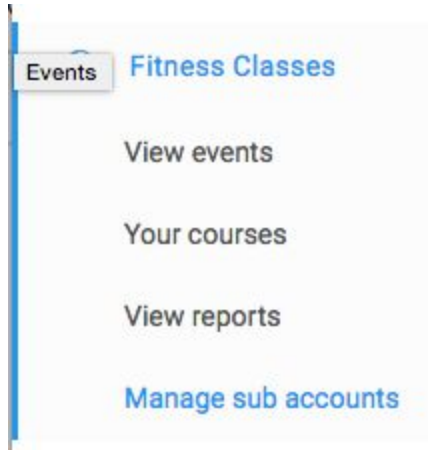 Events
Fitness Classes
View events
Your courses
View reports
Manage sub accounts